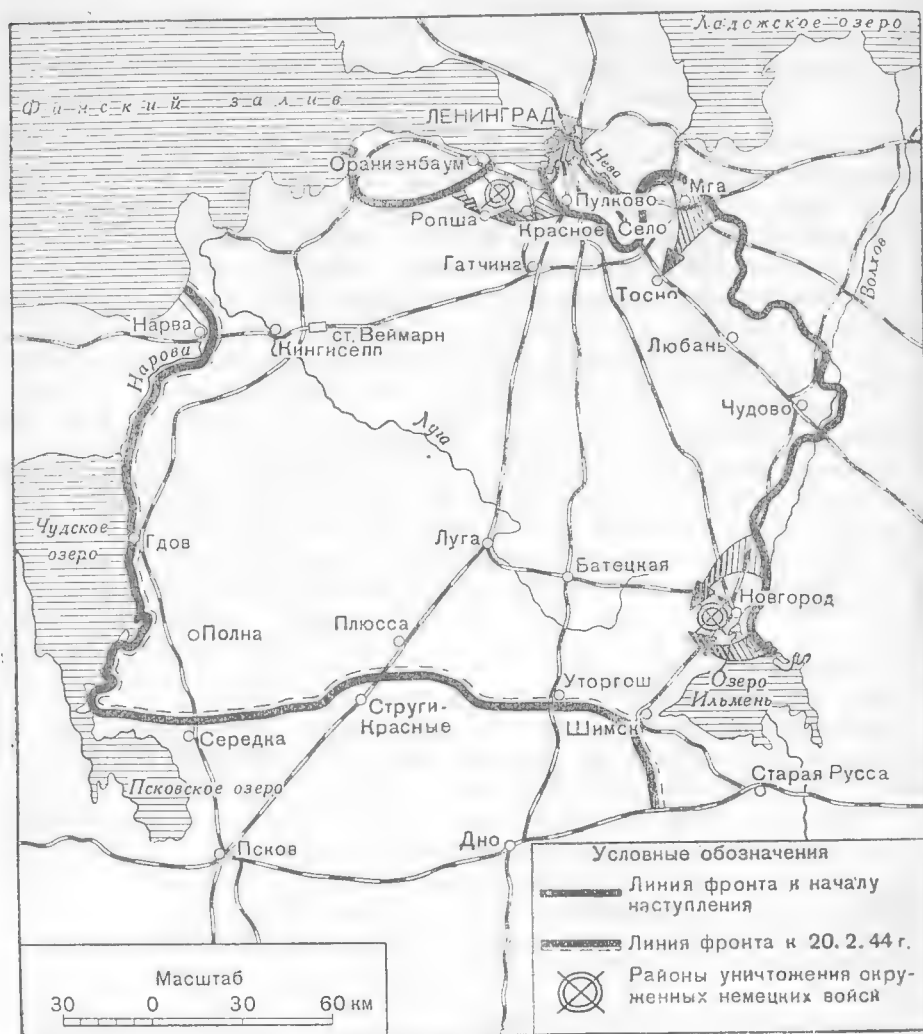 Ладожское озеро
Финский залив
ЛЕНИНГРАД
Ораниенбаум
Нева
Мга
Пулково
Ропша
Красное Село
Гатчина
Тосно
Волхов
Нарва
ст. Веймарн
Кингисепп
Нарова
Любань
Чудово
Луга
Чудское
озеро
Гдов
Луга
Батецкая
Новгород
Полна
Плюсса
Озеро
Ильмень
Уторгош
Струги-
Красные
Шимск
Середка
Псковское озеро
Старая Русса
Псков
Дно
Условные обозначения
Линия фронта к началу
наступления
Линия фронта к 20.2.44 г.
Районы уничтожения окру-
женных немецких войск
Масштаб
30 0 30 60 км